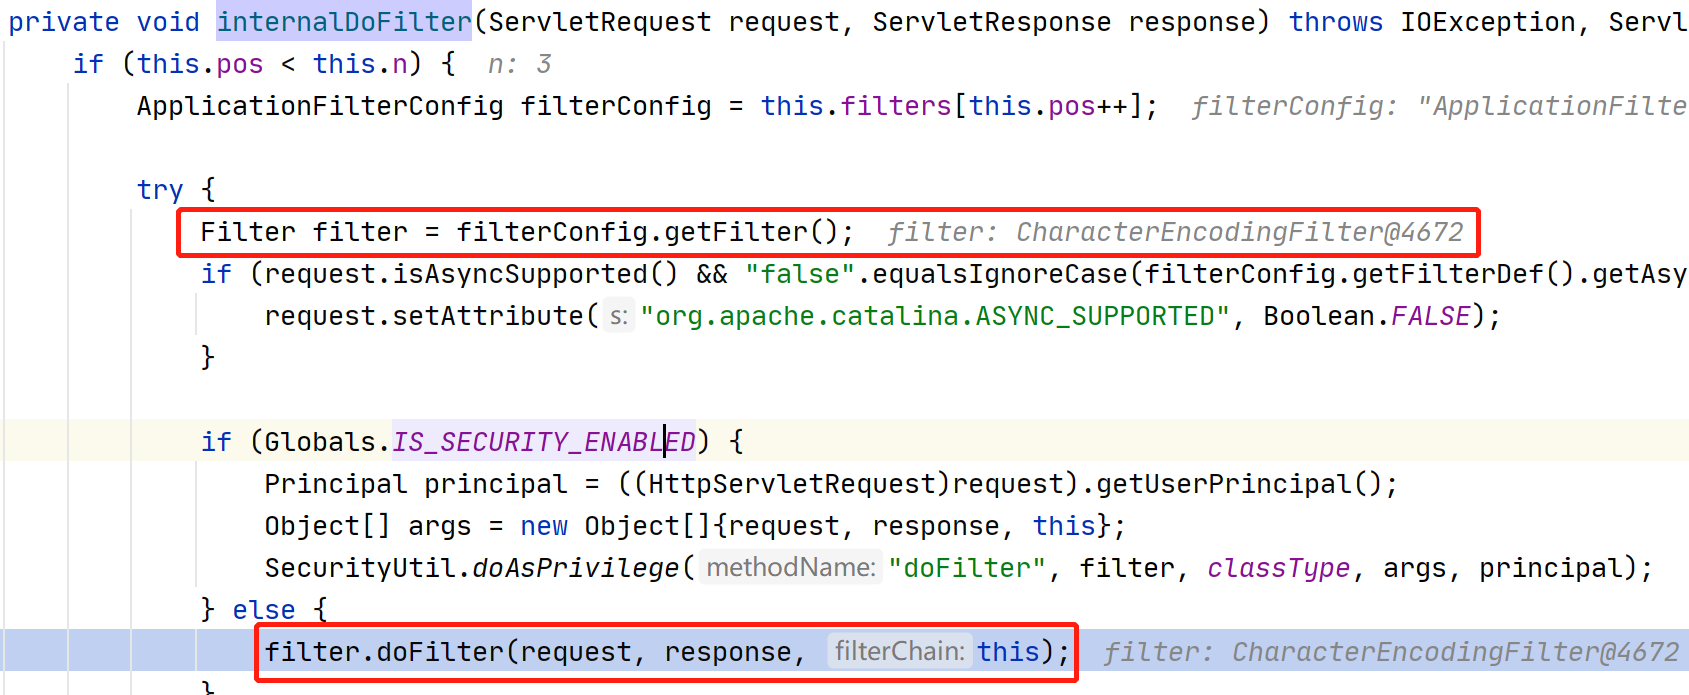 private void internalDoFilter(ServletRequest request, ServletResponse response) throws IOException, Servl
if (this.pos < this.n) { n: 3
ApplicationFilterConfig filterConfig = this.filters[this.pos++]; filterConfig: "ApplicationFilte
try {
Filter filter = filterConfig.getFilter(); filter: CharacterEncodingFilter@4672
if (request.isAsyncSupported() && "false".equalsIgnoreCase(filterConfig.getFilterDef().getAsy
request.setAttribute( s: "org.apache.catalina.ASYNC_SUPPORTED", Boolean.FALSE);
}
if (Globals.IS_SECURITY_ENABLED) {
Principal principal = ((HttpServletRequest)request).getUserPrincipal();
Object[] args = new Object[]{request, response, this};
SecurityUtil.doAsPrivilege( methodName: "doFilter", filter, classType, args, principal);
} else {
filter.doFilter(request, response, filterChain: this); filter: CharacterEncodingFilter@4672
}